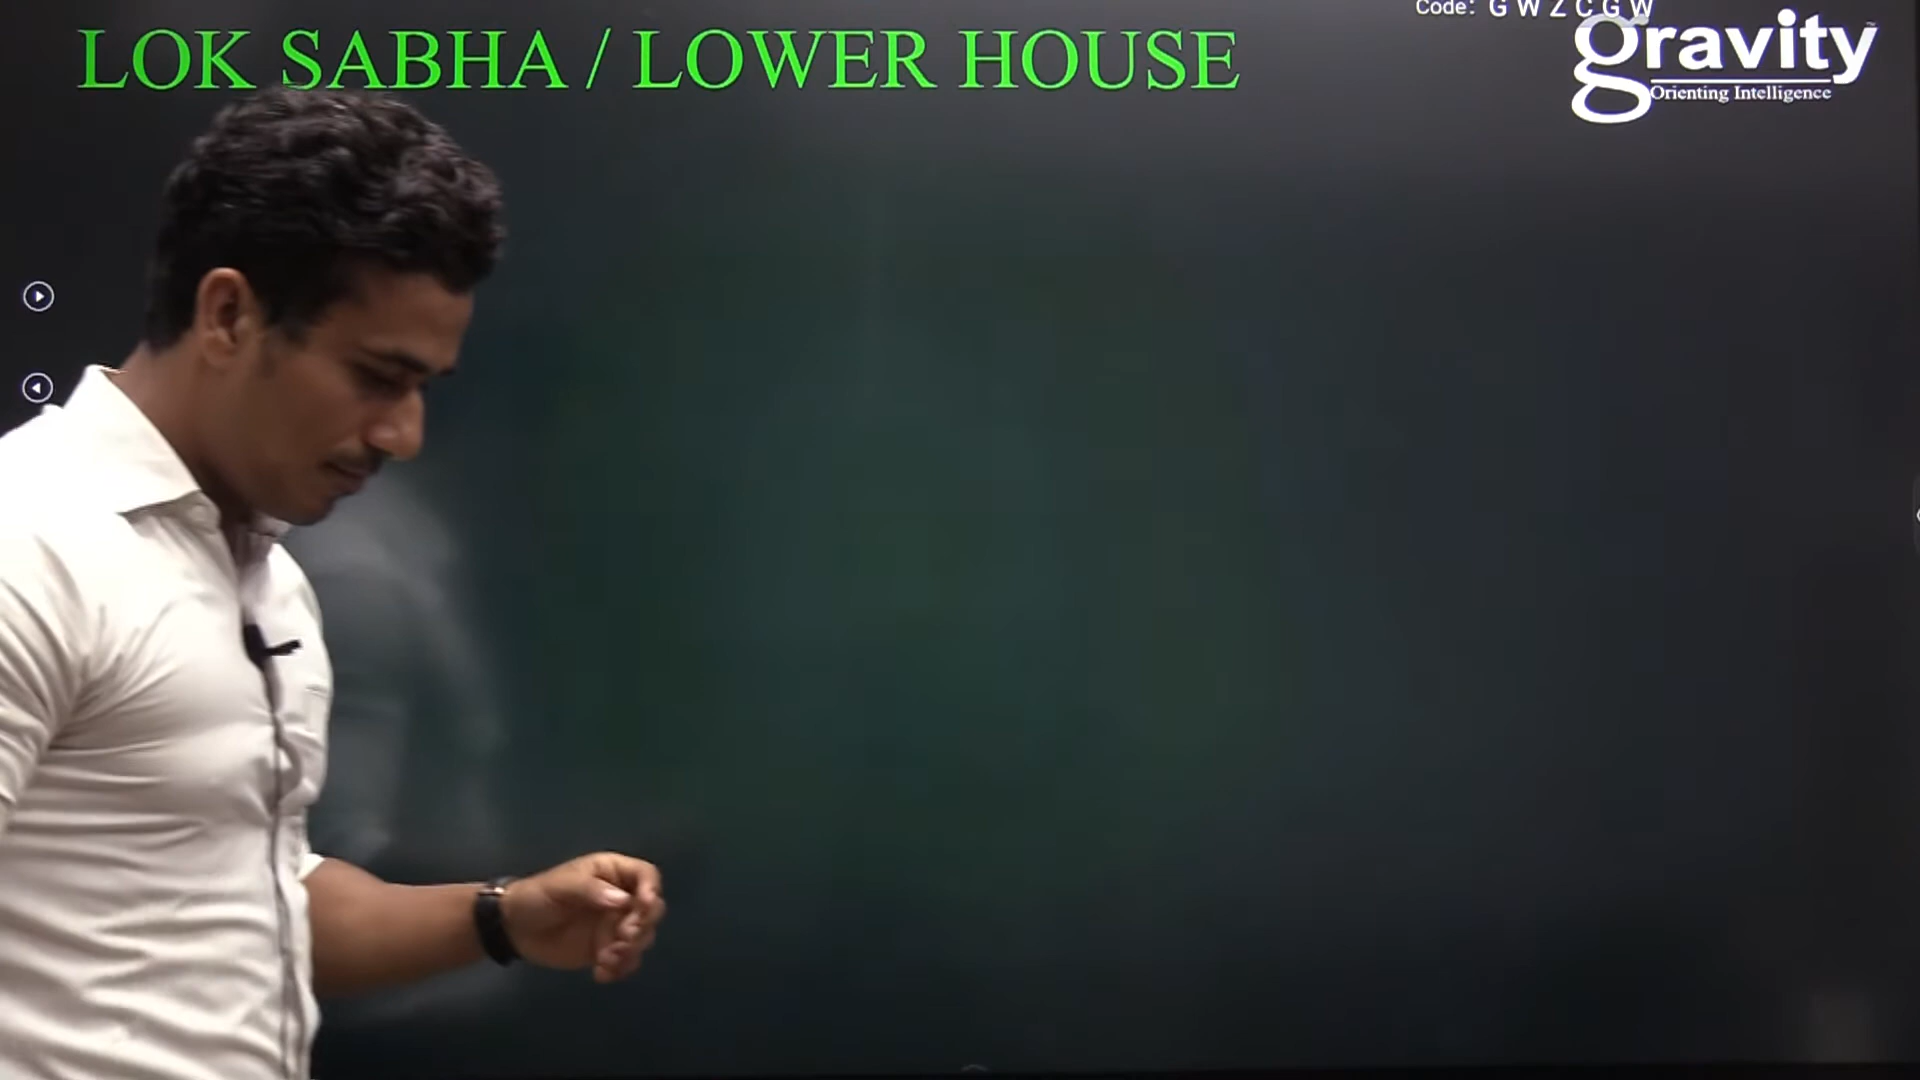 Code: G W Z C G W
LOK SABHA / LOWER HOUSE
gravity
Orienting Intelligence